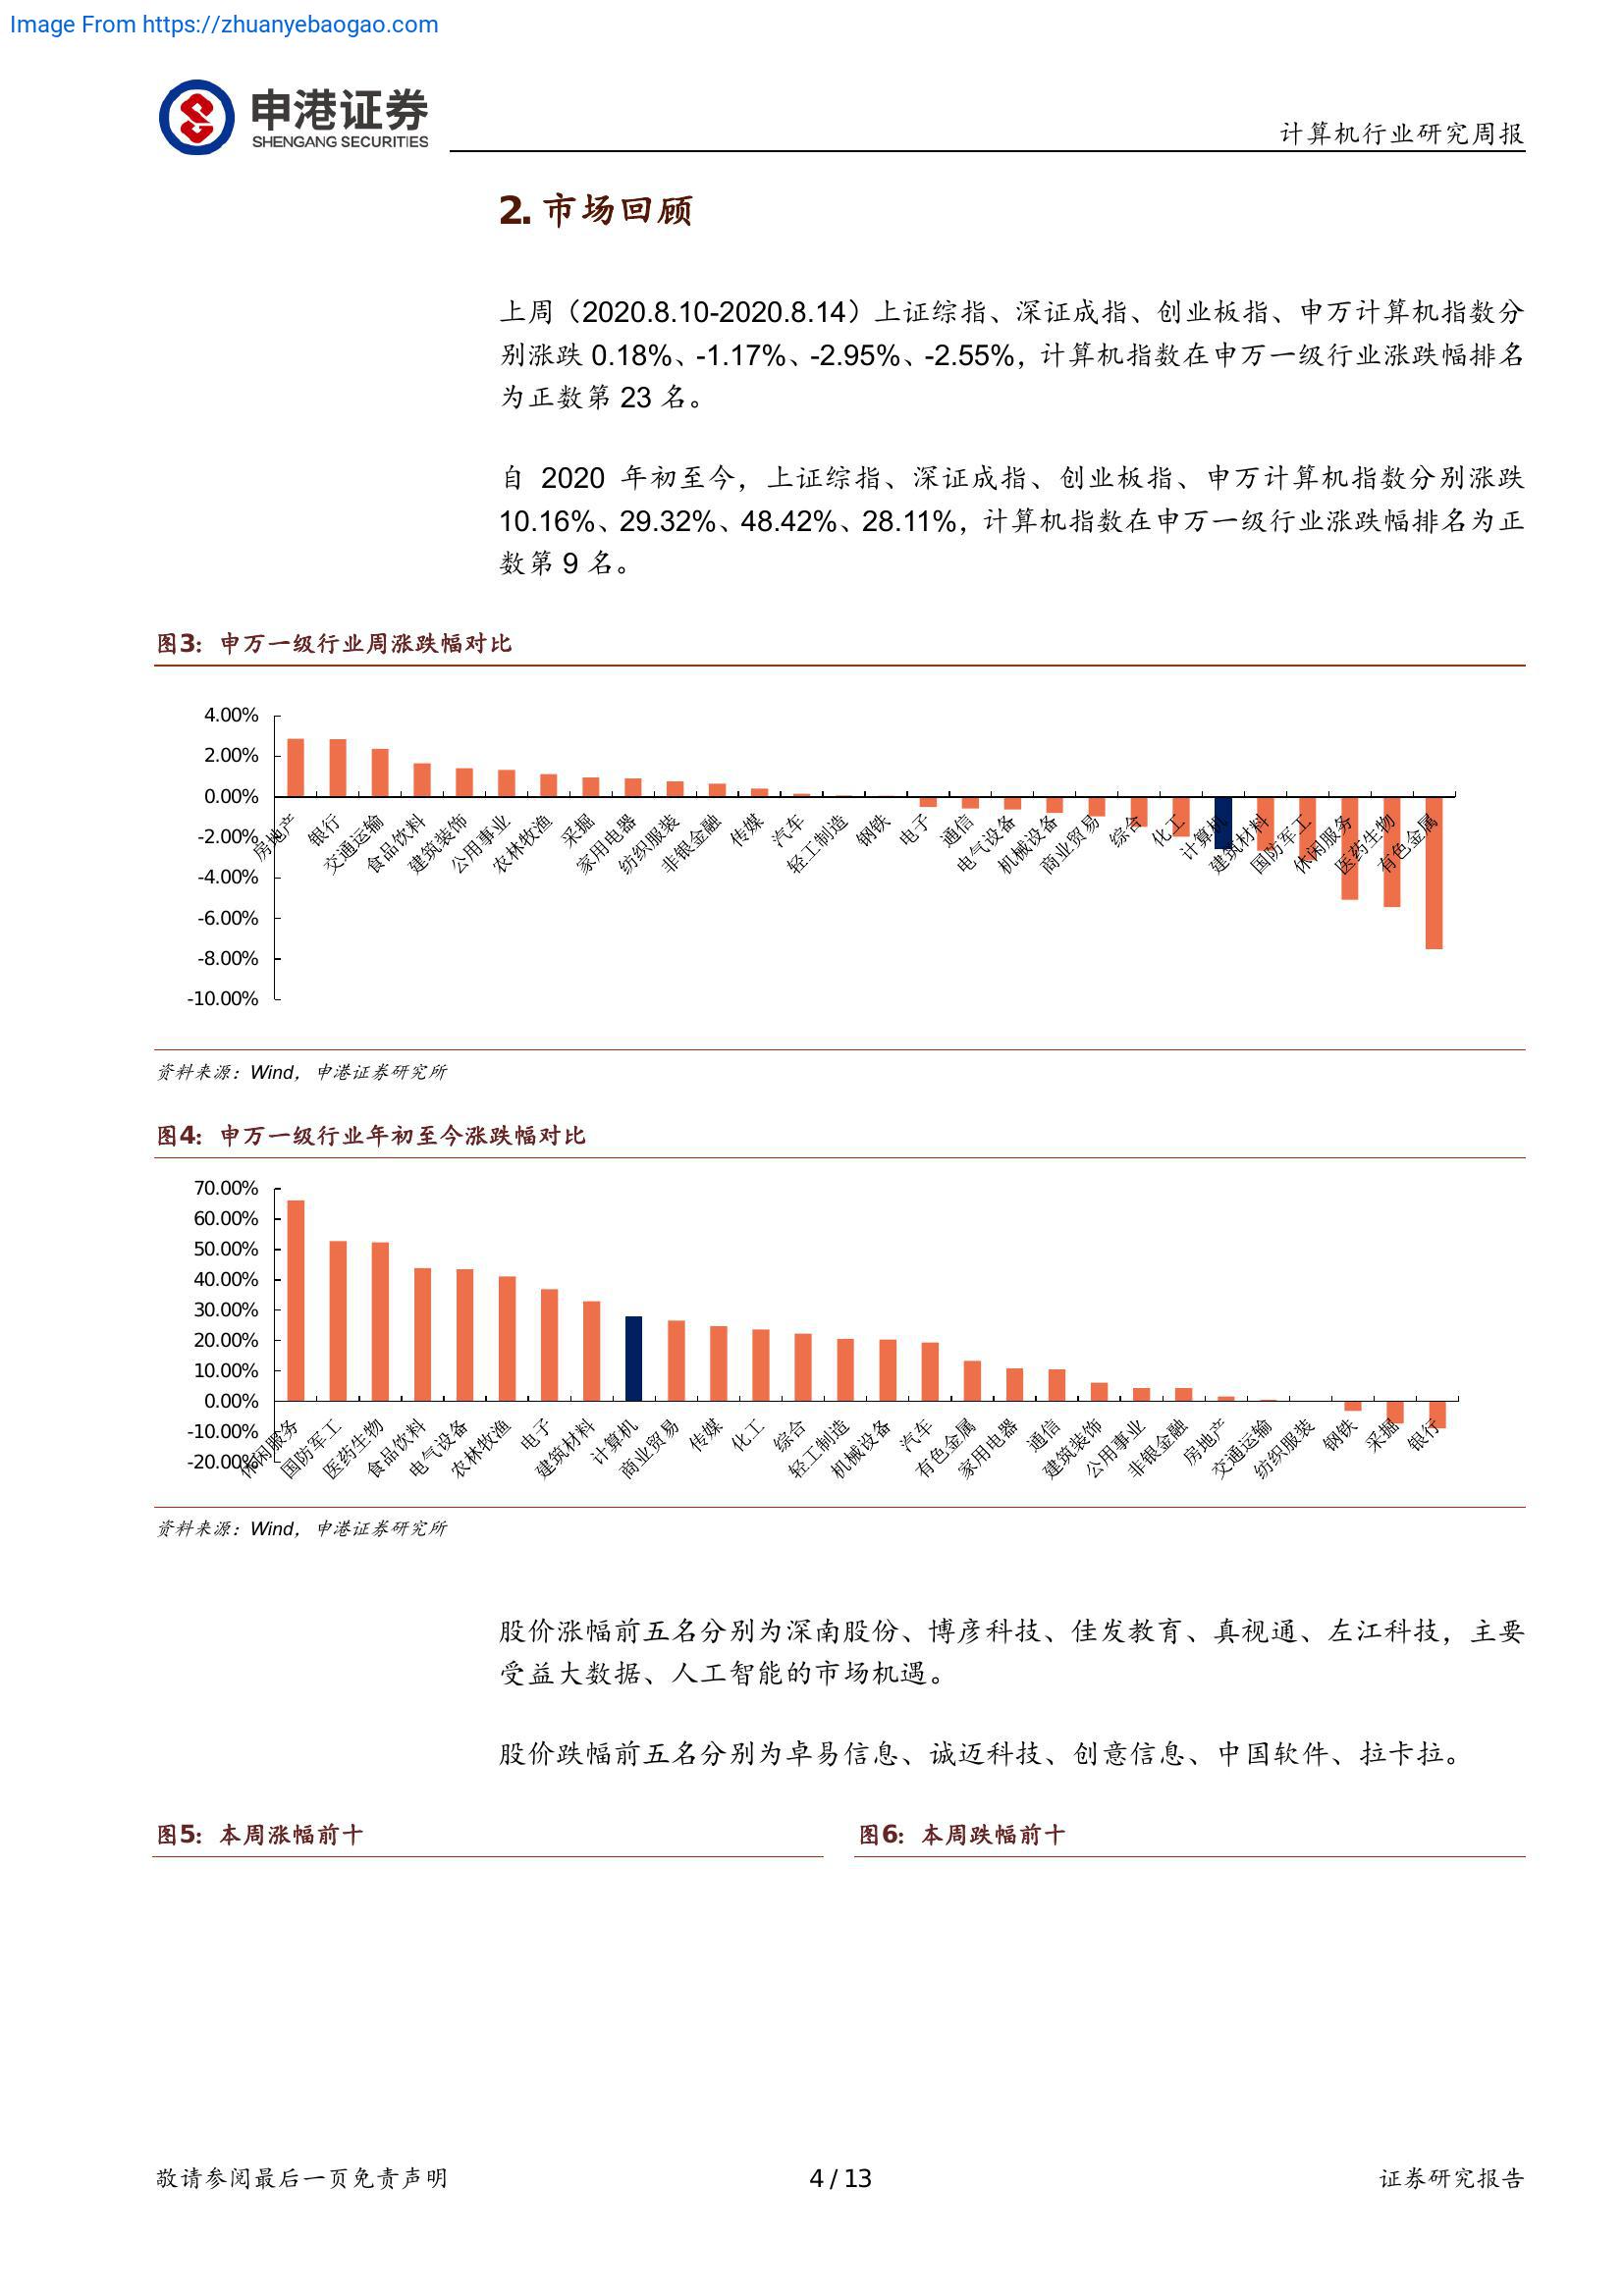 Image From https://zhuanyebaogao.com
申港证券
SHENGANG SECURITIES
计算机行业研究周报
2. 市场回顾
上周（2020.8.10-2020.8.14）上证综指、深证成指、创业板指、申万计算机指数分
别涨跌 0.18%、-1.17%、-2.95%、-2.55%，计算机指数在申万一级行业涨跌幅排名
为正数第 23 名。
自 2020 年初至今，上证综指、深证成指、创业板指、申万计算机指数分别涨跌
10.16%、29.32%、48.42%、28.11%，计算机指数在申万一级行业涨跌幅排名为正
数第 9 名。
图3：申万一级行业周涨跌幅对比
4.00%
2.00%
0.00%
-2.00%
-4.00%
-6.00%
-8.00%
-10.00%
房地产
银行
交通运输
食品饮料
建筑装饰
公用事业
农林牧渔
采掘
家用电器
纺织服装
非银金融
传媒
汽车
轻工制造
钢铁
电子
通信
电气设备
机械设备
商业贸易
综合
化工
计算机
建筑材料
国防军工
休闲服务
医药生物
有色金属
资料来源：Wind，申港证券研究所
图4：申万一级行业年初至今涨跌幅对比
70.00%
60.00%
50.00%
40.00%
30.00%
20.00%
10.00%
0.00%
-10.00%
-20.00%
休闲服务
国防军工
医药生物
食品饮料
电气设备
农林牧渔
电子
建筑材料
计算机
商业贸易
传媒
化工
综合
轻工制造
机械设备
汽车
有色金属
家用电器
通信
建筑装饰
公用事业
非银金融
房地产
交通运输
纺织服装
钢铁
采掘
银行
资料来源：Wind，申港证券研究所
股价涨幅前五名分别为深南股份、博彦科技、佳发教育、真视通、左江科技，主要
受益大数据、人工智能的市场机遇。
股价跌幅前五名分别为卓易信息、诚迈科技、创意信息、中国软件、拉卡拉。
图5：本周涨幅前十
图6：本周跌幅前十
敬请参阅最后一页免责声明
4 / 13
证券研究报告